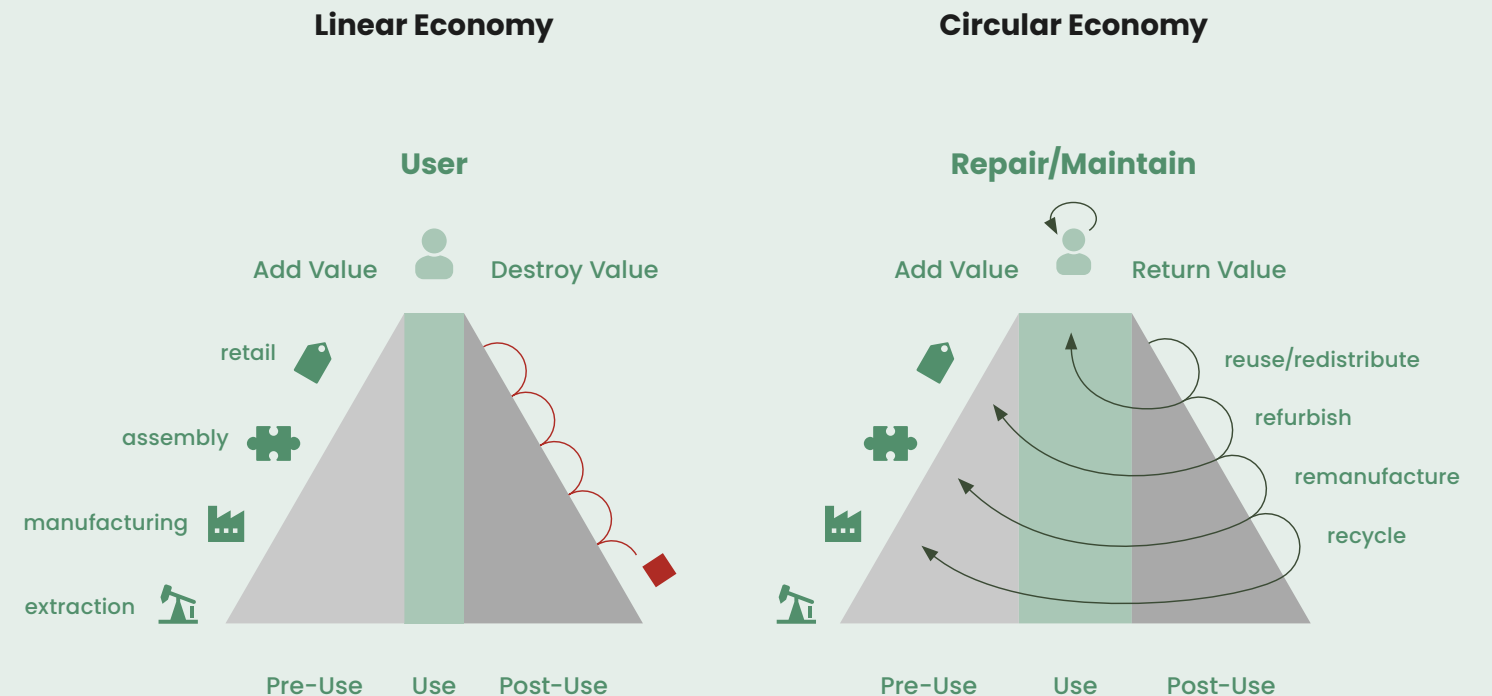 Linear Economy
User
Add Value
Destroy Value
retail
assembly
manufacturing
extraction
Pre-Use
Use
Post-Use
Circular Economy
Repair/Maintain
Add Value
Return Value
reuse/redistribute
refurbish
remanufacture
recycle
Pre-Use
Use
Post-Use